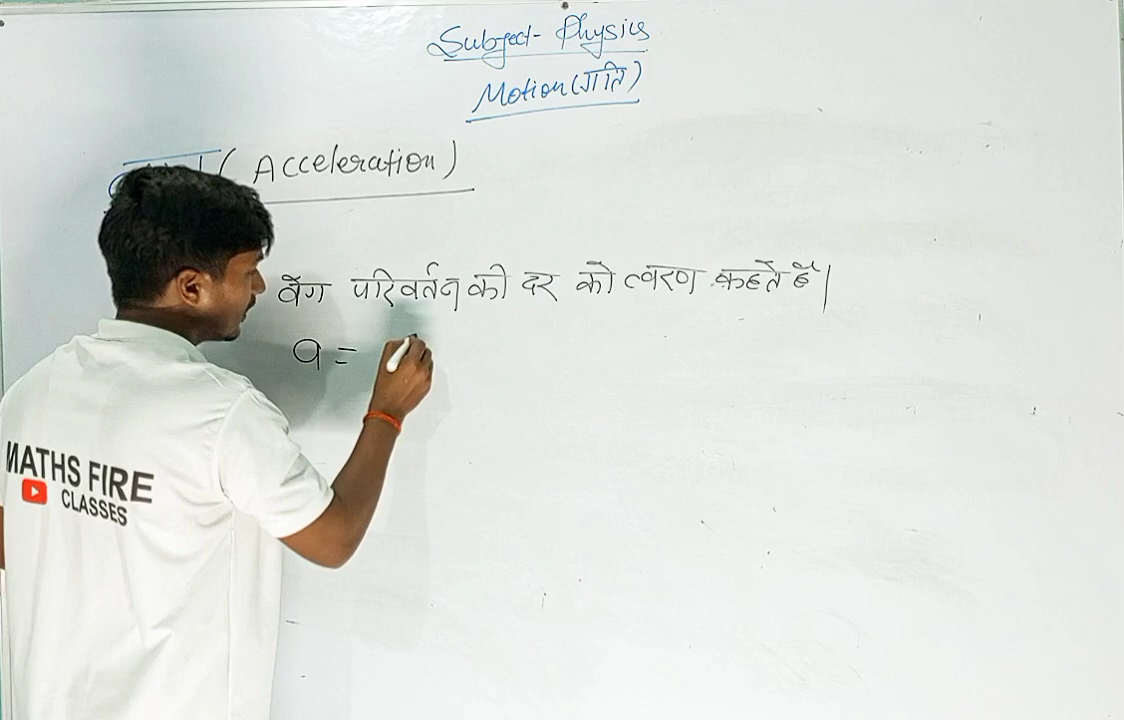 Subject- Physics
Motion (गति)
( Acceleration )
वेग परिवर्तन की दर को त्वरण कहते हैं।
a =
MATHS FIRE
CLASSES